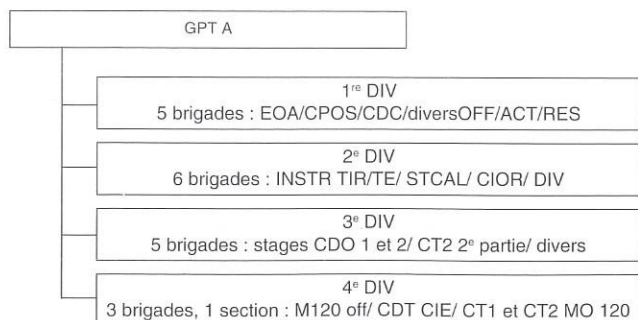 GPT A
1re DIV
5 brigades : EOA/CPOS/CDC/diversOFF/ACT/RES
2e DIV
6 brigades : INSTR TIR/TE/ STCAL/ CIOR/ DIV
3e DIV
5 brigades : stages CDO 1 et 2/ CT2 2e partie/ divers
4e DIV
3 brigades, 1 section : M120 off/ CDT CIE/ CT1 et CT2 MO 120